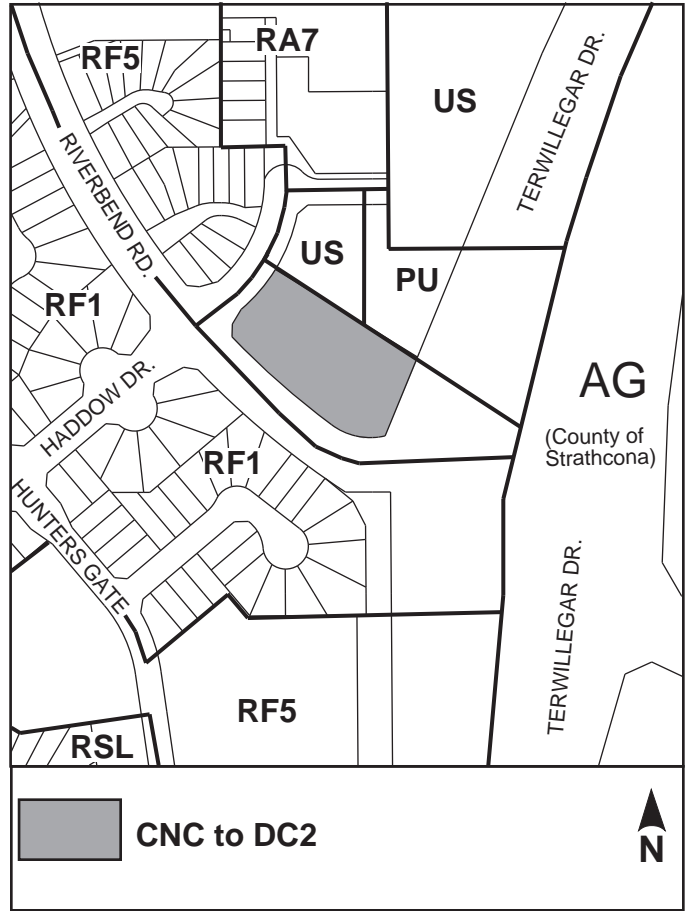 RF5
RA7
US
TERWILLEGAR DR.
RIVERBEND RD.
US
PU
RF1
HADDOW DR.
AG
(County of
Strathcona)
RF1
HUNTERS GATE
TERWILLEGAR DR.
RF5
RSL
CNC to DC2
N